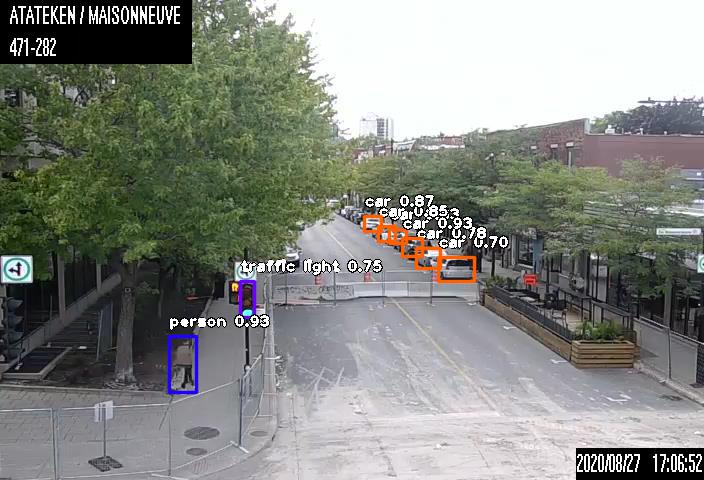 ATATEKEN / MAISONNEUVE
471-282
car 0.87
car 0.85
car 0.93
car 0.78
car 0.70
traffic light 0.75
person 0.93
2020/08/27 17:06:52